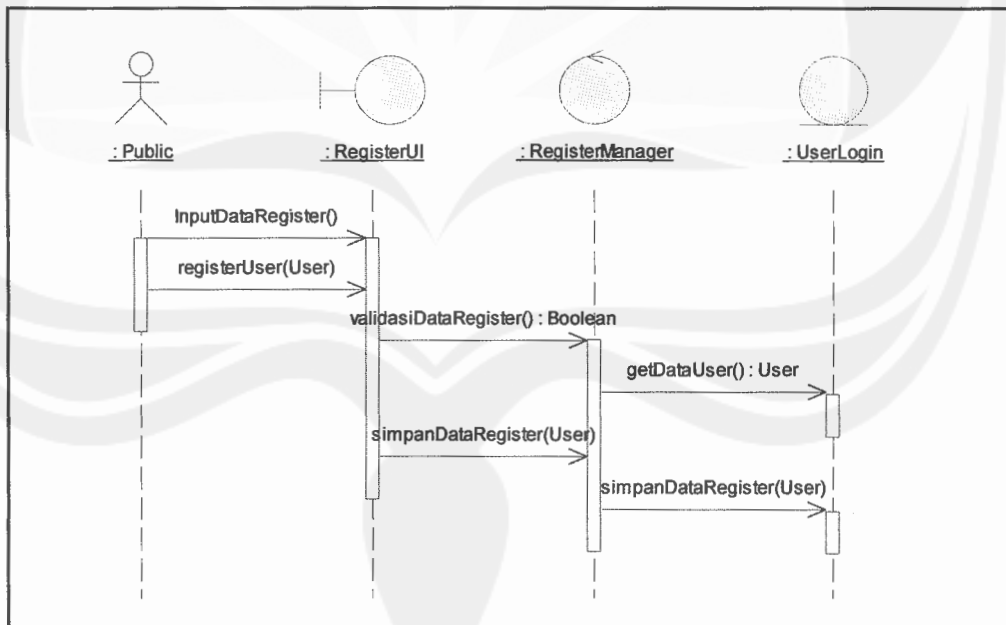 : Public
: RegisterUI
: RegisterManager
: UserLogin
InputDataRegister()
registerUser(User)
validasiDataRegister() : Boolean
getDataUser() : User
simpanDataRegister(User)
simpanDataRegister(User)